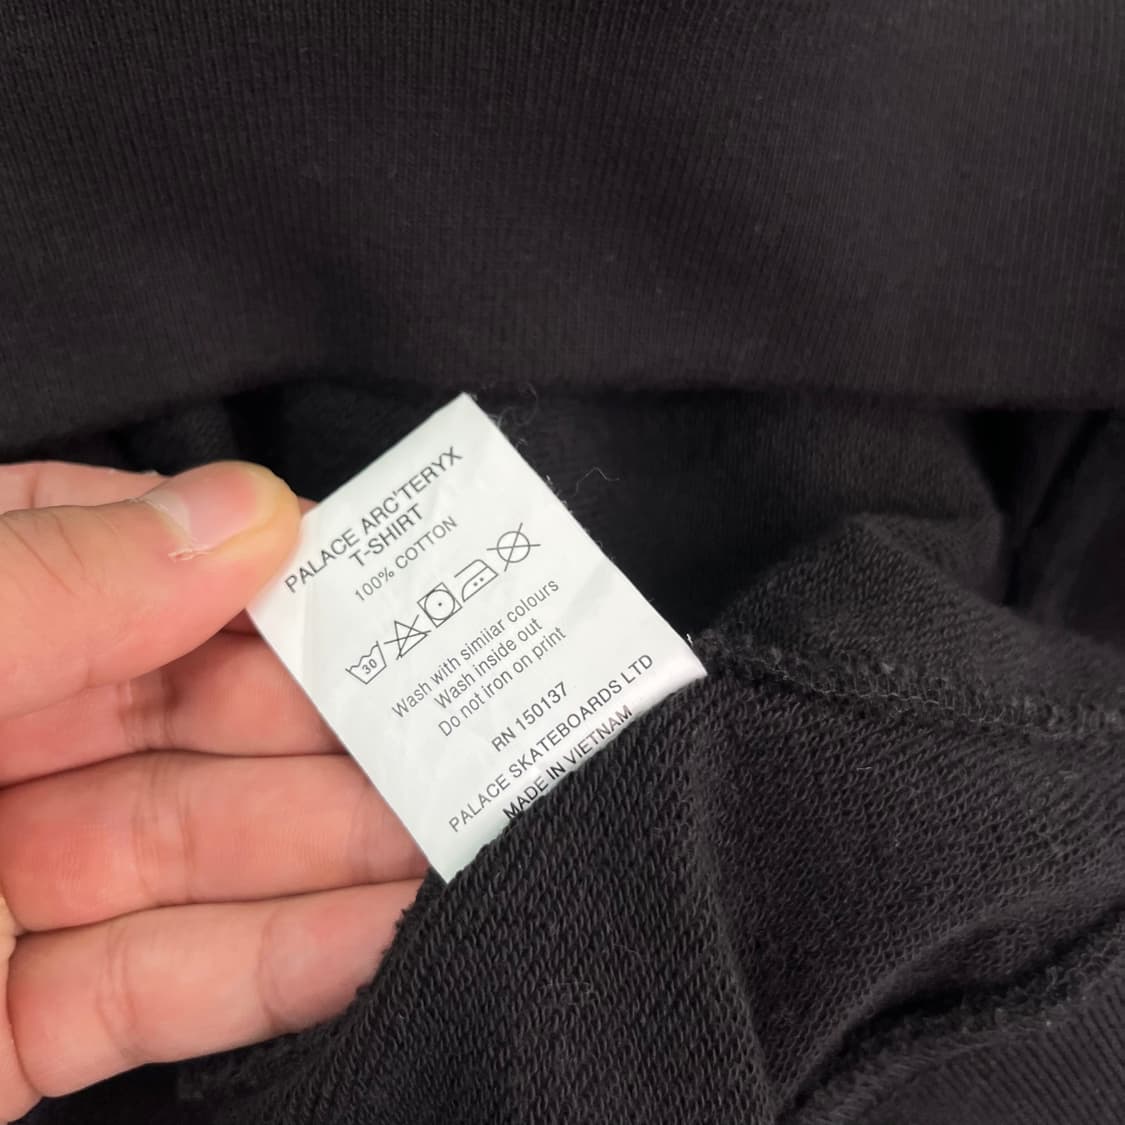 PALACE ARC'TERYX
T-SHIRT
100% COTTON
30
Wash with similar colours
Wash inside out
Do not iron on print
RN 150137
PALACE SKATEBOARDS LTD
MADE IN VIETNAM